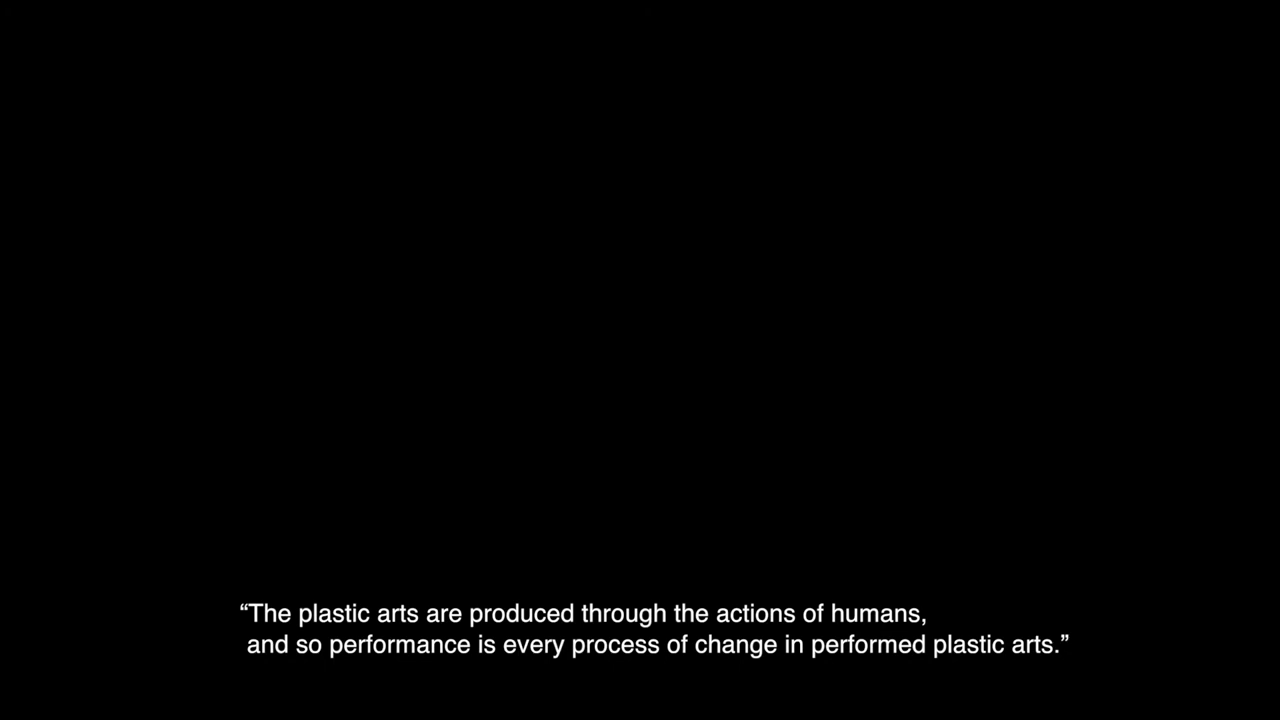 “The plastic arts are produced through the actions of humans,
and so performance is every process of change in performed plastic arts.”